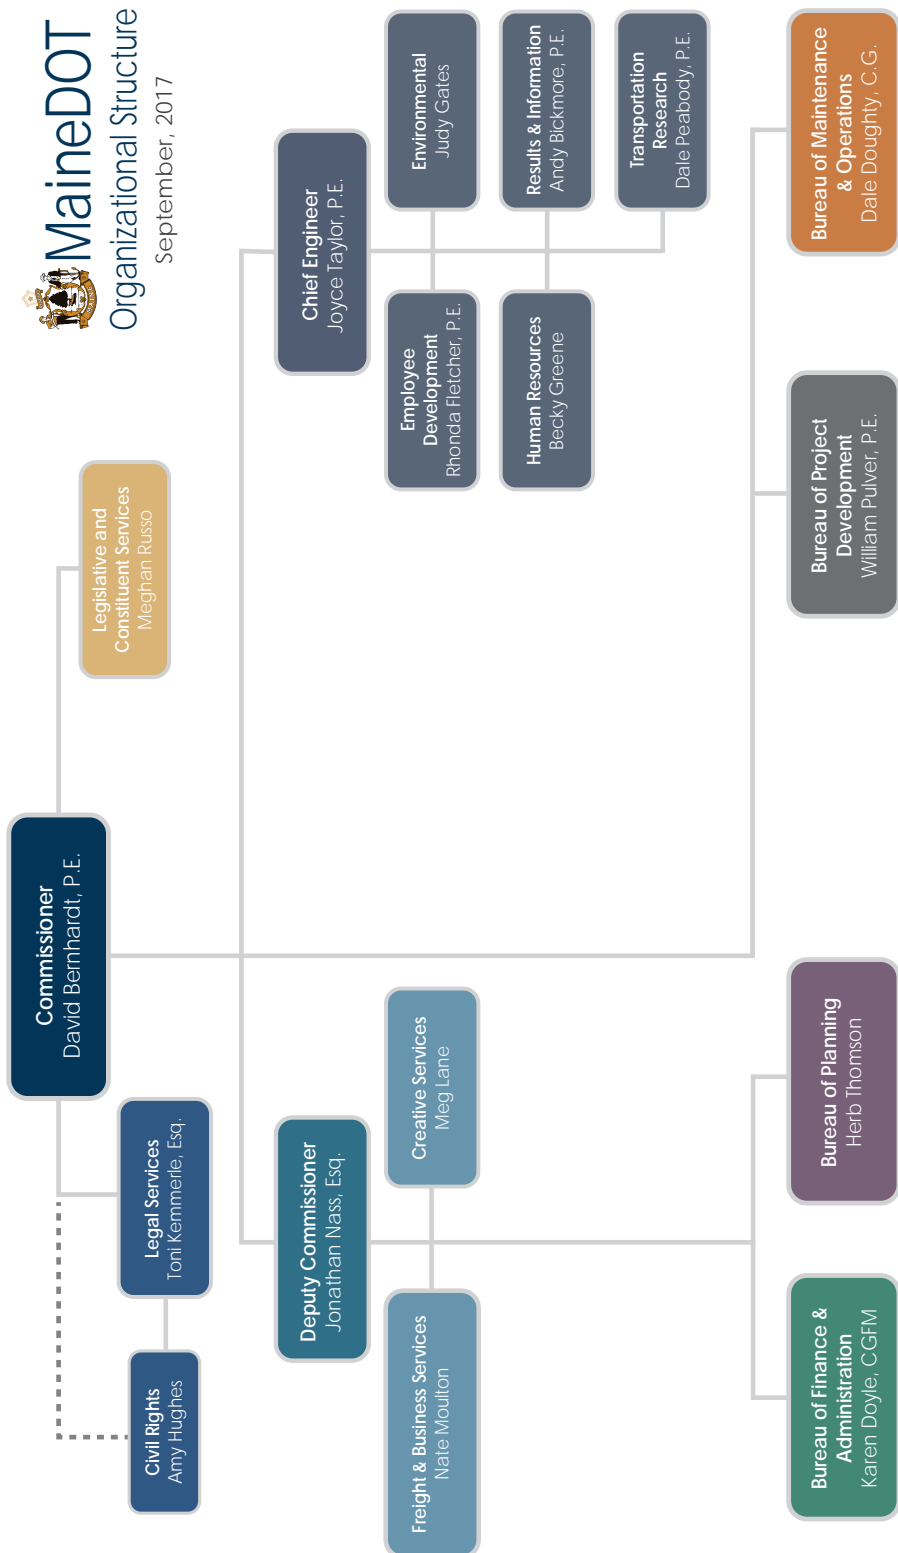 MaineDOT
Organizational Structure
September, 2017
Commissioner
David Bernhardt, P.E.
Legislative and
Constituent Services
Meghan Russo
Legal Services
Toni Kemmerle, Esq.
Civil Rights
Amy Hughes
Deputy Commissioner
Jonathan Nass, Esq.
Chief Engineer
Joyce Taylor, P.E.
Freight & Business Services
Nate Moulton
Creative Services
Meg Lane
Employee
Development
Rhonda Fletcher, P.E.
Environmental
Judy Gates
Human Resources
Becky Greene
Results & Information
Andy Bickmore, P.E.
Transportation
Research
Dale Peabody, P.E.
Bureau of Finance &
Administration
Karen Doyle, CGFM
Bureau of Planning
Herb Thomson
Bureau of Project
Development
William Pulver, P.E.
Bureau of Maintenance
& Operations
Dale Doughty, C.G.